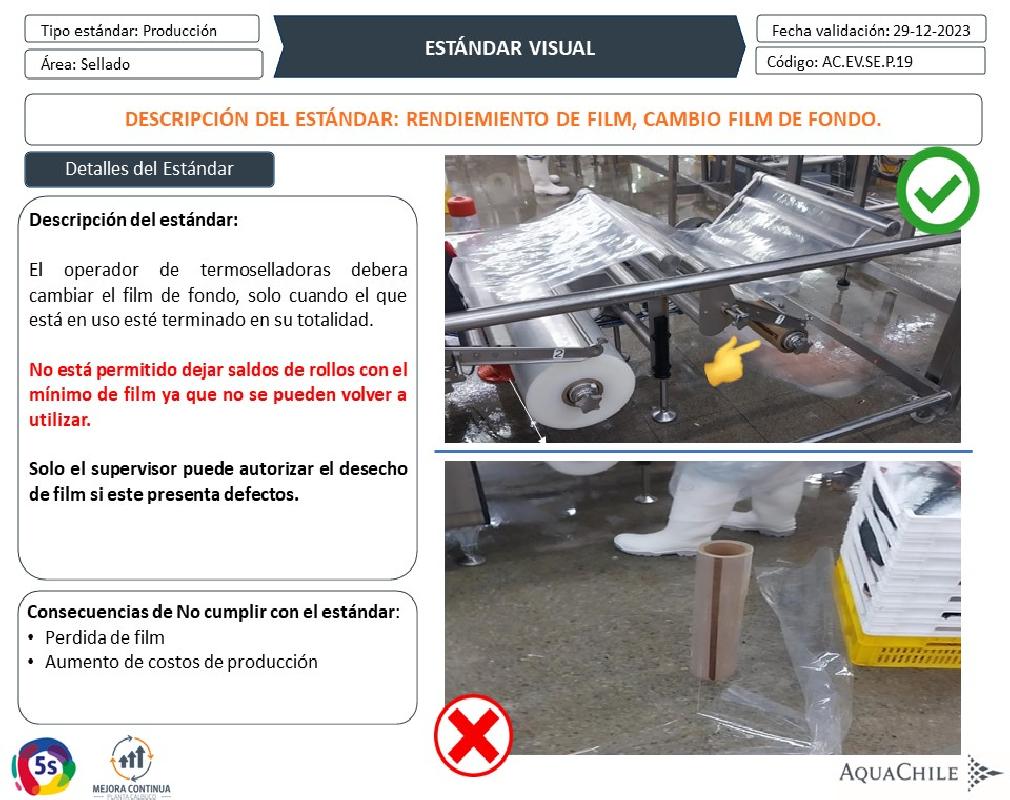 Tipo estándar: Producción
Área: Sellado
ESTÁNDAR VISUAL
Fecha validación: 29-12-2023
Código: AC.EV.SE.P.19
DESCRIPCIÓN DEL ESTÁNDAR: RENDIEMIENTO DE FILM, CAMBIO FILM DE FONDO.
Detalles del Estándar
Descripción del estándar:
El operador de termoselladoras debera
cambiar el film de fondo, solo cuando el que
está en uso esté terminado en su totalidad.
No está permitido dejar saldos de rollos con el
mínimo de film ya que no se pueden volver a
utilizar.
Solo el supervisor puede autorizar el desecho
de film si este presenta defectos.
Consecuencias de No cumplir con el estándar:
• Perdida de film
• Aumento de costos de producción
2
5s
MEJORA CONTINUA
PLANTA CALBUCO
AQUACHILE